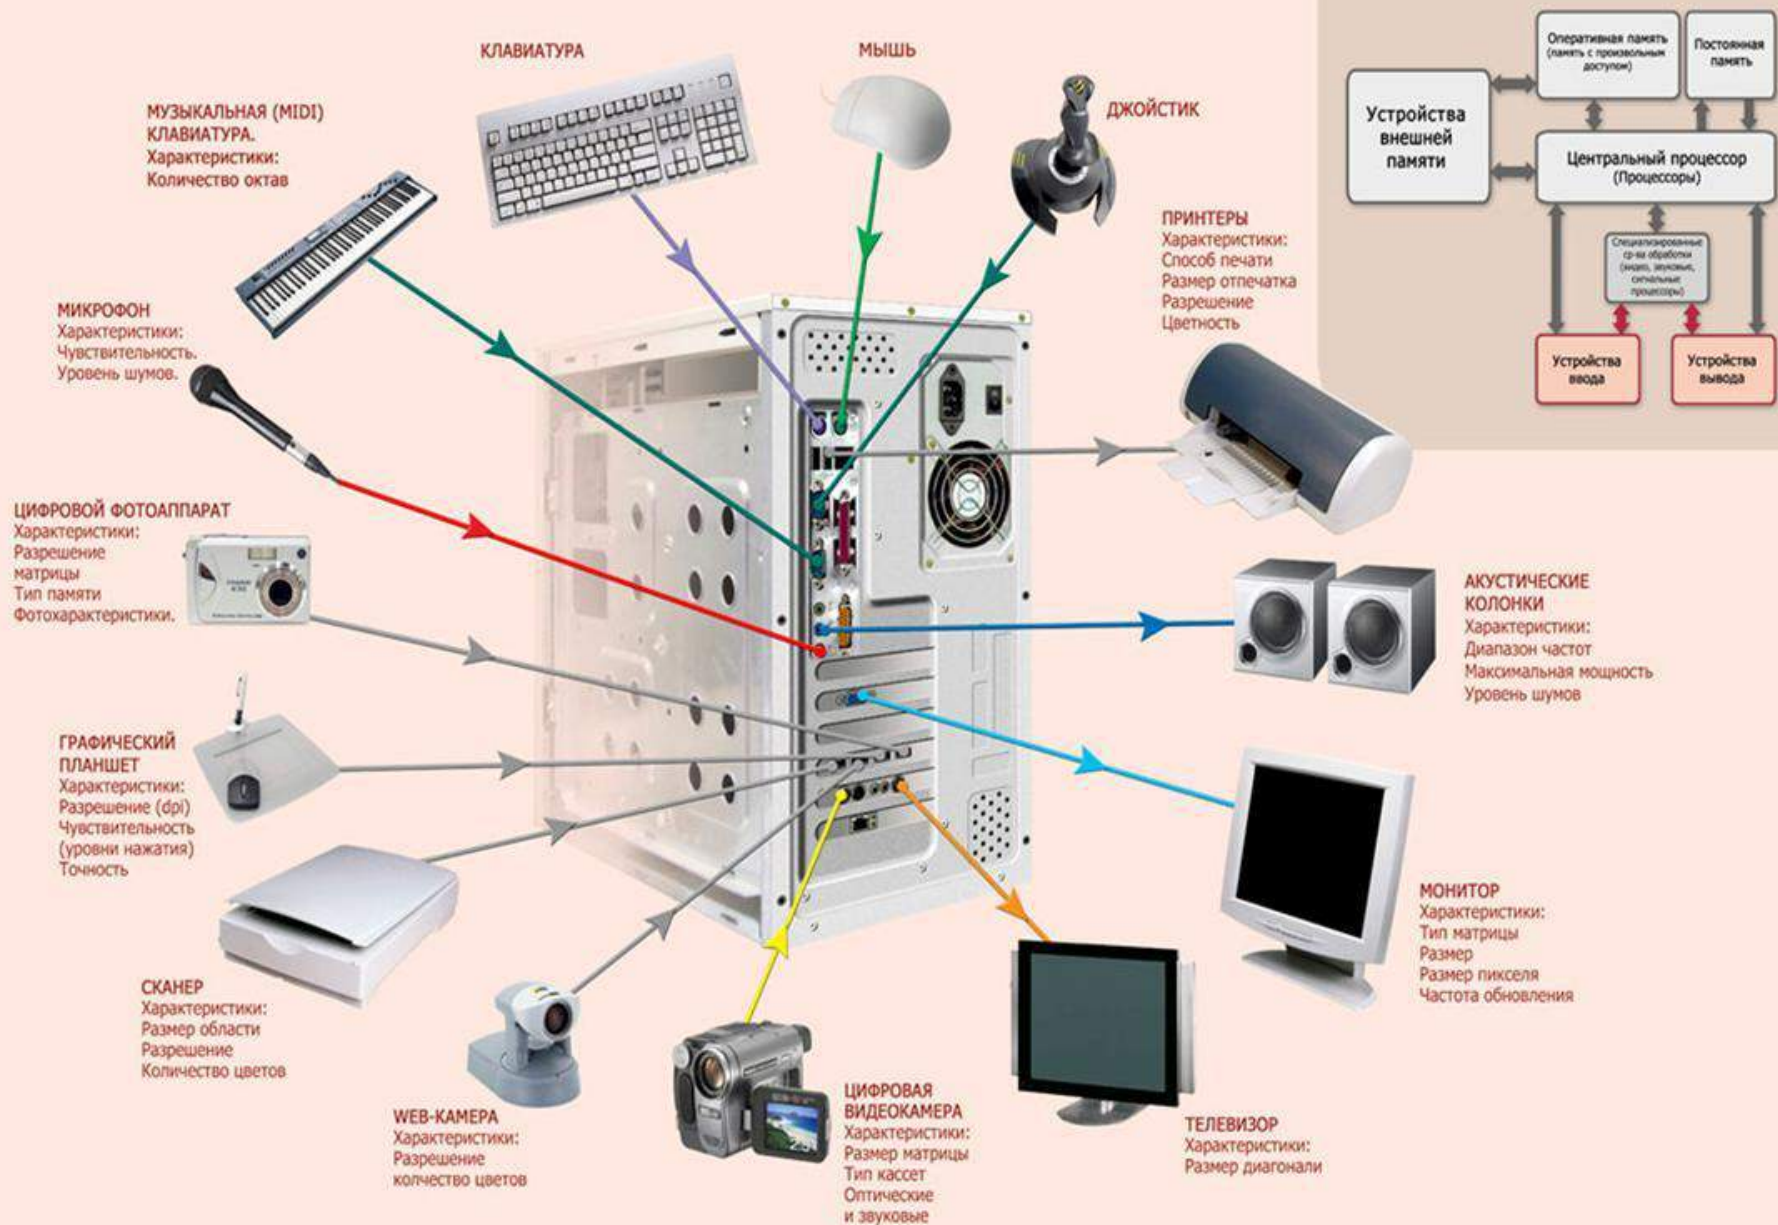 КЛАВИАТУРА
МЫШЬ
ДЖОЙСТИК
МУЗЫКАЛЬНАЯ (MIDI)
КЛАВИАТУРА.
Характеристики:
Количество октав
МИКРОФОН
Характеристики:
Чувствительность.
Уровень шумов.
ЦИФРОВОЙ ФОТОАППАРАТ
Характеристики:
Разрешение
матрицы
Тип памяти
Фотохарактеристики.
ГРАФИЧЕСКИЙ
ПЛАНШЕТ
Характеристики:
Разрешение (dpi)
Чувствительность
(уровни нажатия)
Точность
СКАНЕР
Характеристики:
Размер области
Разрешение
Количество цветов
WEB-КАМЕРА
Характеристики:
Разрешение
колчество цветов
ЦИФРОВАЯ
ВИДЕОКАМЕРА
Характеристики:
Размер матрицы
Тип кассет
Оптические
и звуковые
ТЕЛЕВИЗОР
Характеристики:
Размер диагонали
МОНИТОР
Характеристики:
Тип матрицы
Размер
Размер пикселя
Частота обновления
АКУСТИЧЕСКИЕ
КОЛОНКИ
Характеристики:
Диапазон частот
Максимальная мощность
Уровень шумов
ПРИНТЕРЫ
Характеристики:
Способ печати
Размер отпечатка
Разрешение
Цветность
Оперативная память
(память с произвольным
доступом)
Постоянная
память
Устройства
внешней
памяти
Центральный процессор
(Процессоры)
Специализированные
ср-ва обработки
(видео, звуковые,
сигнальные
процессоры)
Устройства
ввода
Устройства
вывода